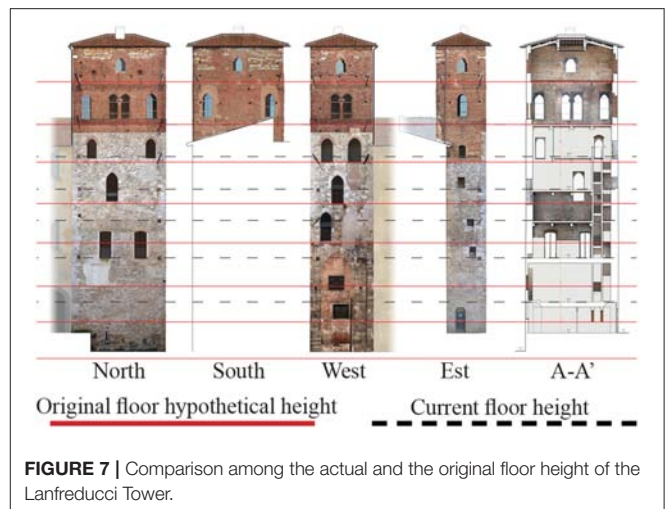 North South West Est A-A'
Original floor hypothetical height Current floor height
FIGURE 7 | Comparison among the actual and the original floor height of the
Lanfreducci Tower.